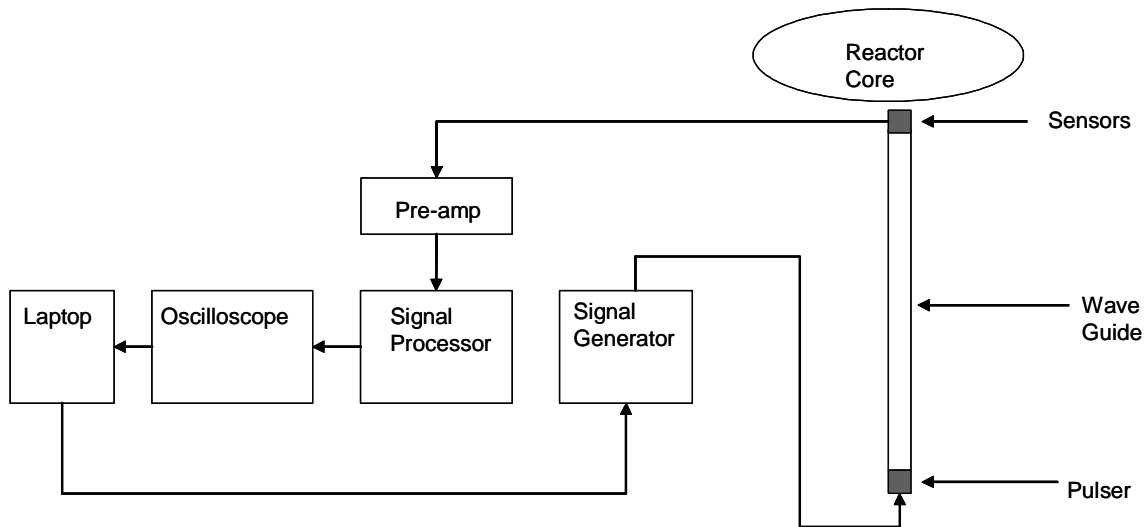 Reactor
Core
Sensors
Pre-amp
Laptop
Oscilloscope
Signal
Processor
Signal
Generator
Wave
Guide
Pulser